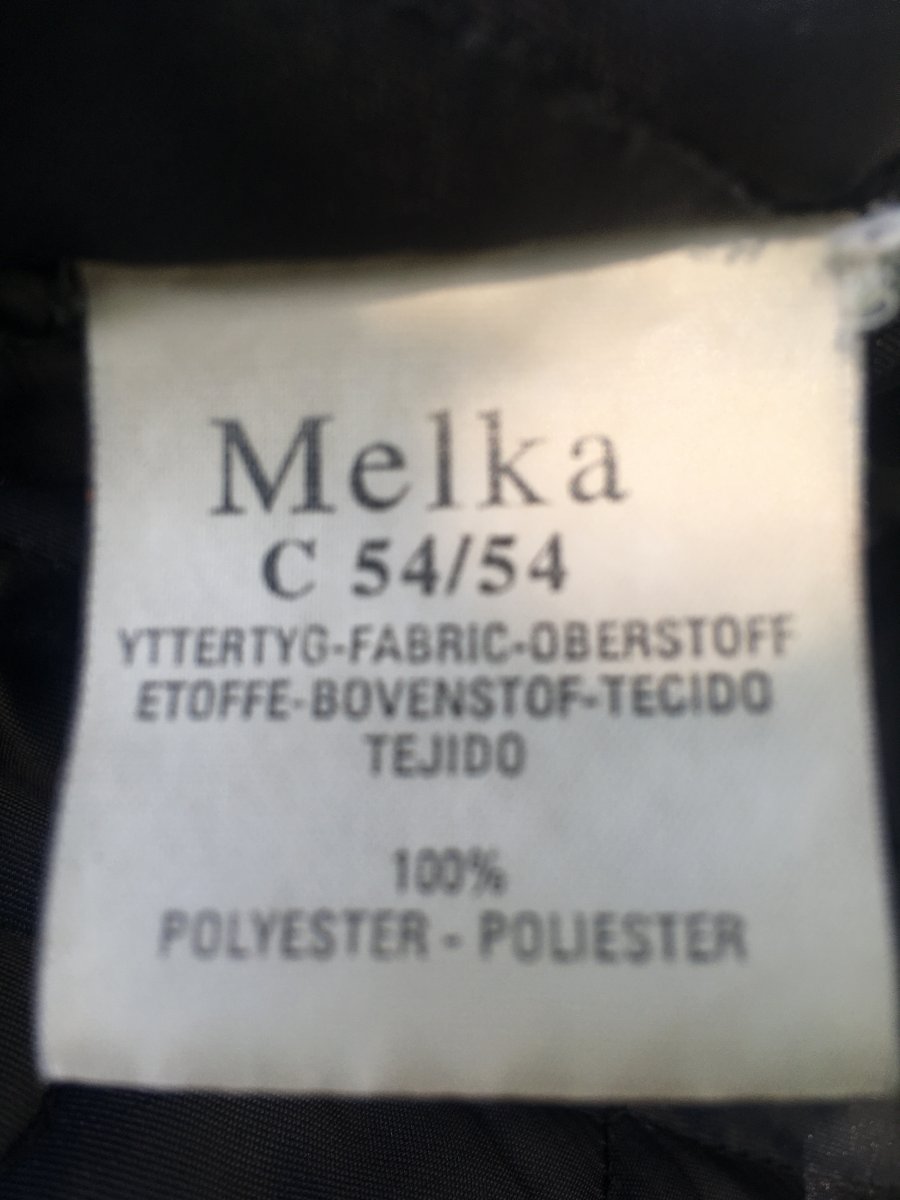 Melka
C 54/54
YTTERTYG-FABRIC-OBERSTOFF
ETOFFE-BOVENSTOF-TECIDO
TEJIDO
100%
POLYESTER - POLIESTER